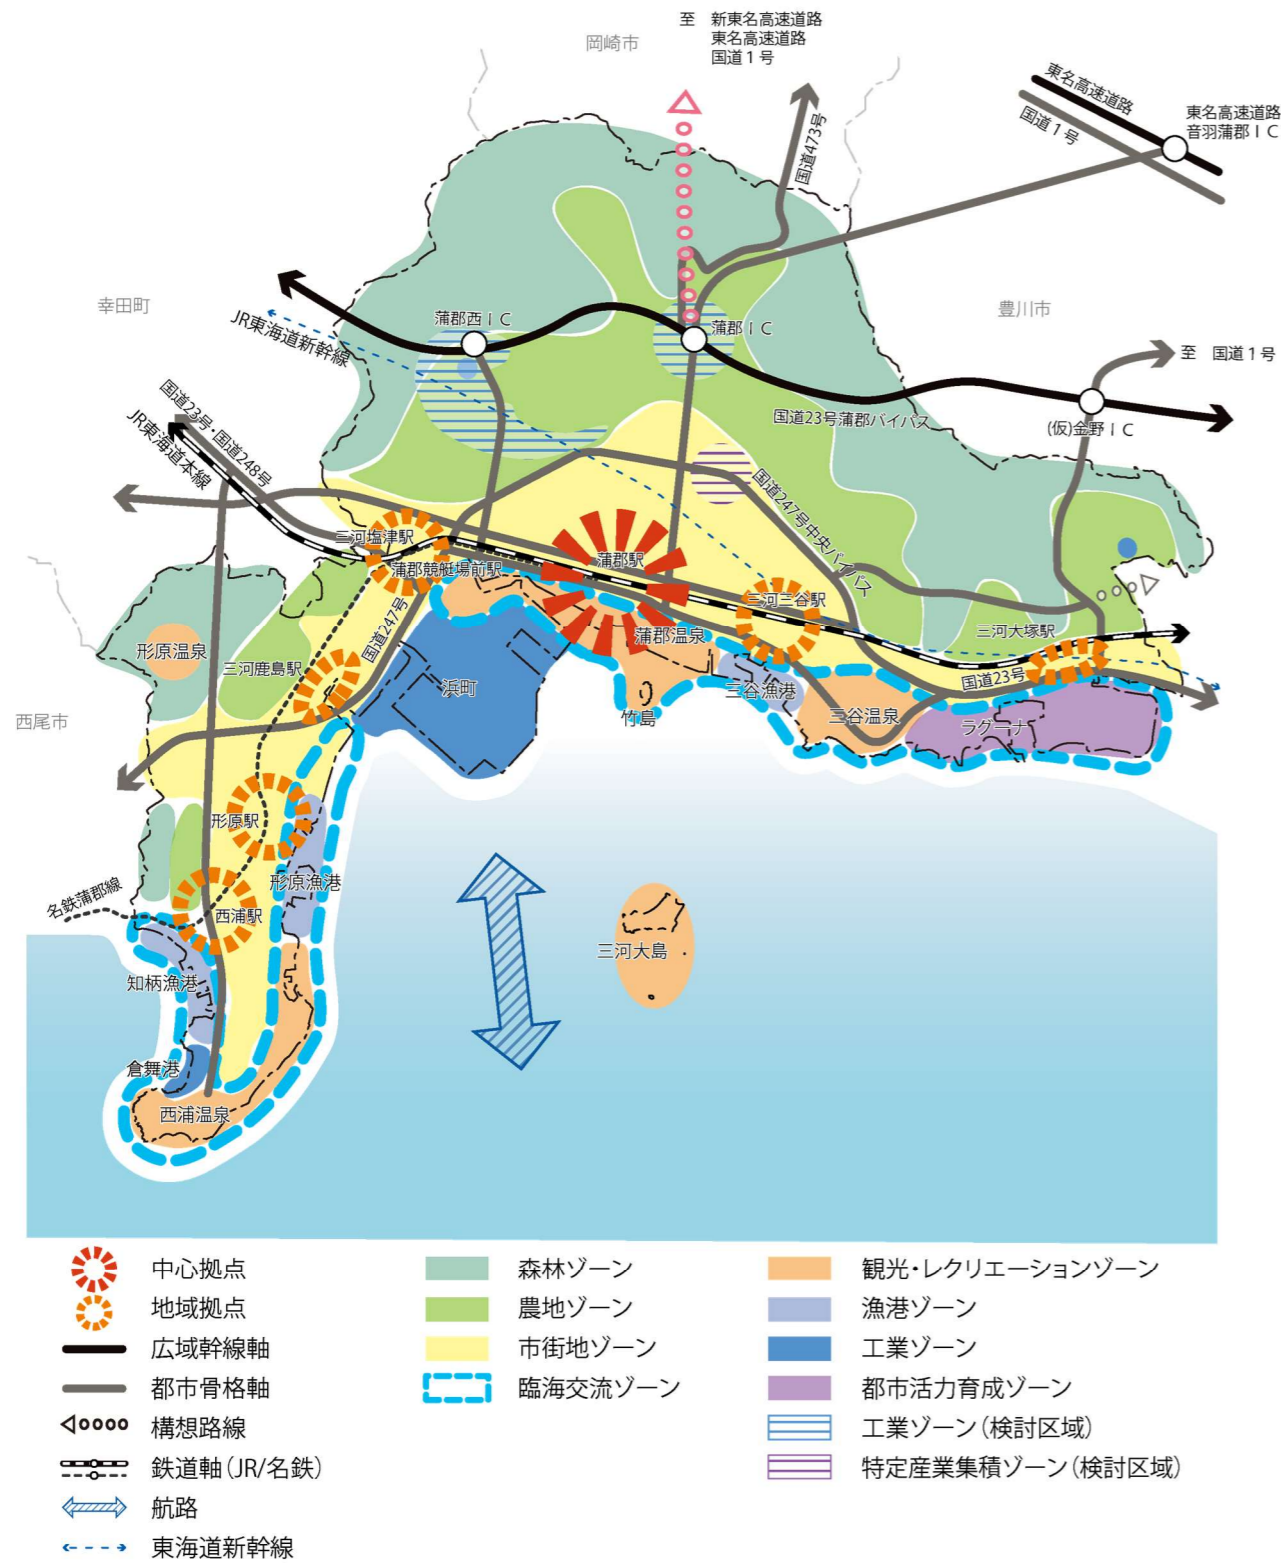 岡崎市
至 新東名高速道路
東名高速道路
国道1号
東名高速道路
国道1号
東名高速道路
音羽蒲郡IC
国道473号
幸田町
豊川市
JR東海道新幹線
蒲郡西IC
蒲郡IC
至 国道1号
国道23号蒲郡バイパス
(仮)金野IC
国道23号・国道248号
JR東海道本線
国道247号中央バイパス
三河塩津駅
蒲郡競艇場前駅
蒲郡駅
三河三谷駅
三河大塚駅
国道247号
形原温泉
三河鹿島駅
蒲郡温泉
浜町
竹島
三谷漁港
三谷温泉
国道23号
ラグーナ
西尾市
形原駅
形原漁港
名鉄蒲郡線
西浦駅
知柄漁港
三河大島
倉舞港
西浦温泉
中心拠点
地域拠点
広域幹線軸
都市骨格軸
構想路線
鉄道軸(JR/名鉄)
航路
東海道新幹線
森林ゾーン
農地ゾーン
市街地ゾーン
臨海交流ゾーン
観光・レクリエーションゾーン
漁港ゾーン
工業ゾーン
都市活力育成ゾーン
工業ゾーン(検討区域)
特定産業集積ゾーン(検討区域)